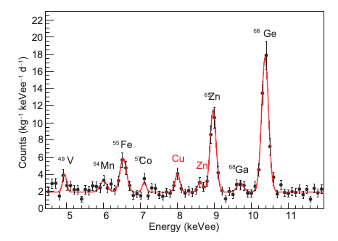 Counts (kg⁻¹ keVee⁻¹ d⁻¹)
22
20
18
16
14
12
10
8
6
4
2
0
⁶⁸Ge
⁶⁵Zn
⁵⁵Fe
⁴⁹V
⁵⁴Mn
⁵⁷Co
Cu
Zn
⁶⁸Ga
5 6 7 8 9 10 11
Energy (keVee)